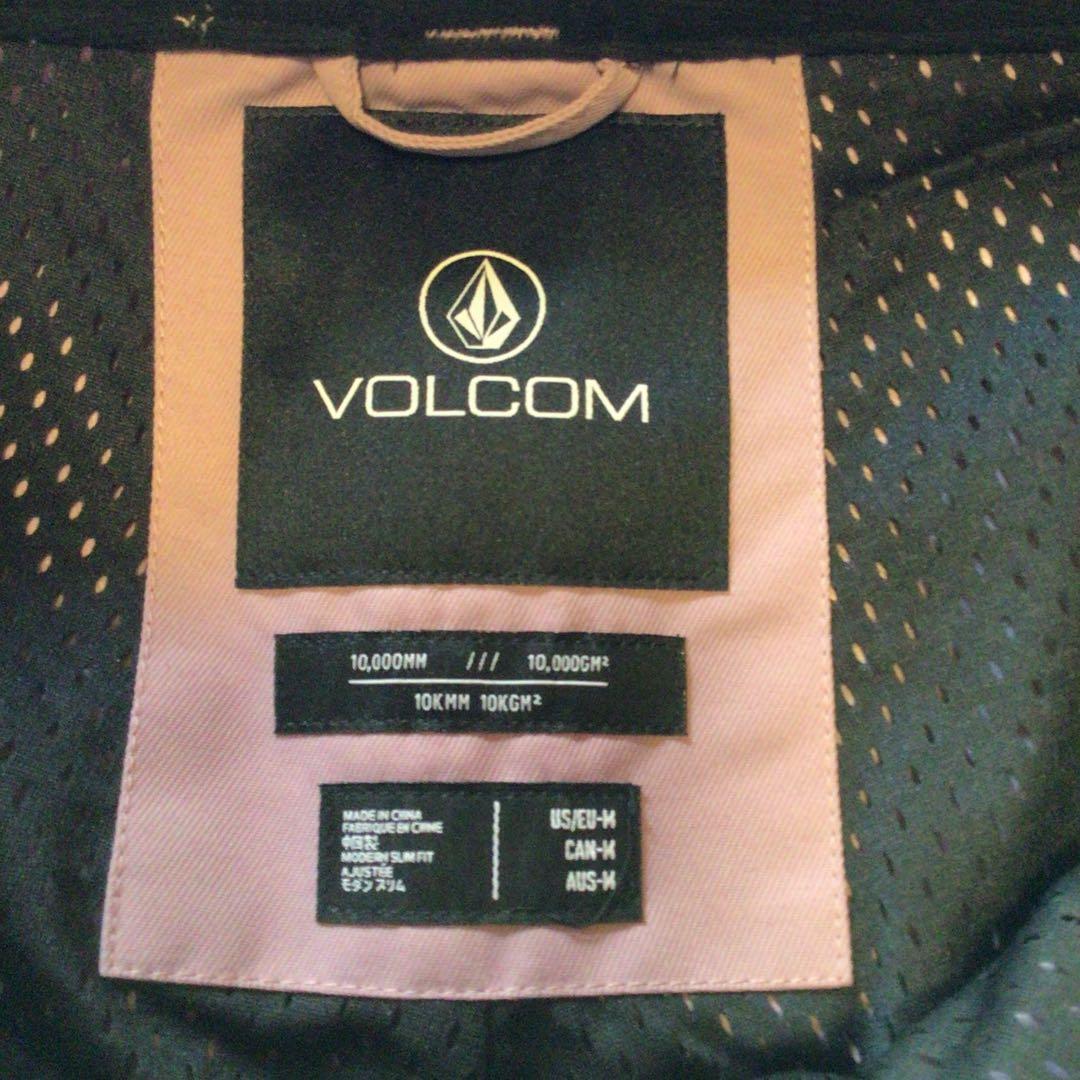 VOLCOM
10,000MM /// 10,000GM²
10KMM 10KGM²
MADE IN CHINA
FABRIQUE EN CHINE
中国製
MODERN SLIM FIT
AJUSTÉE
モダン スリム
US/EU-M
CAN-M
AUS-M